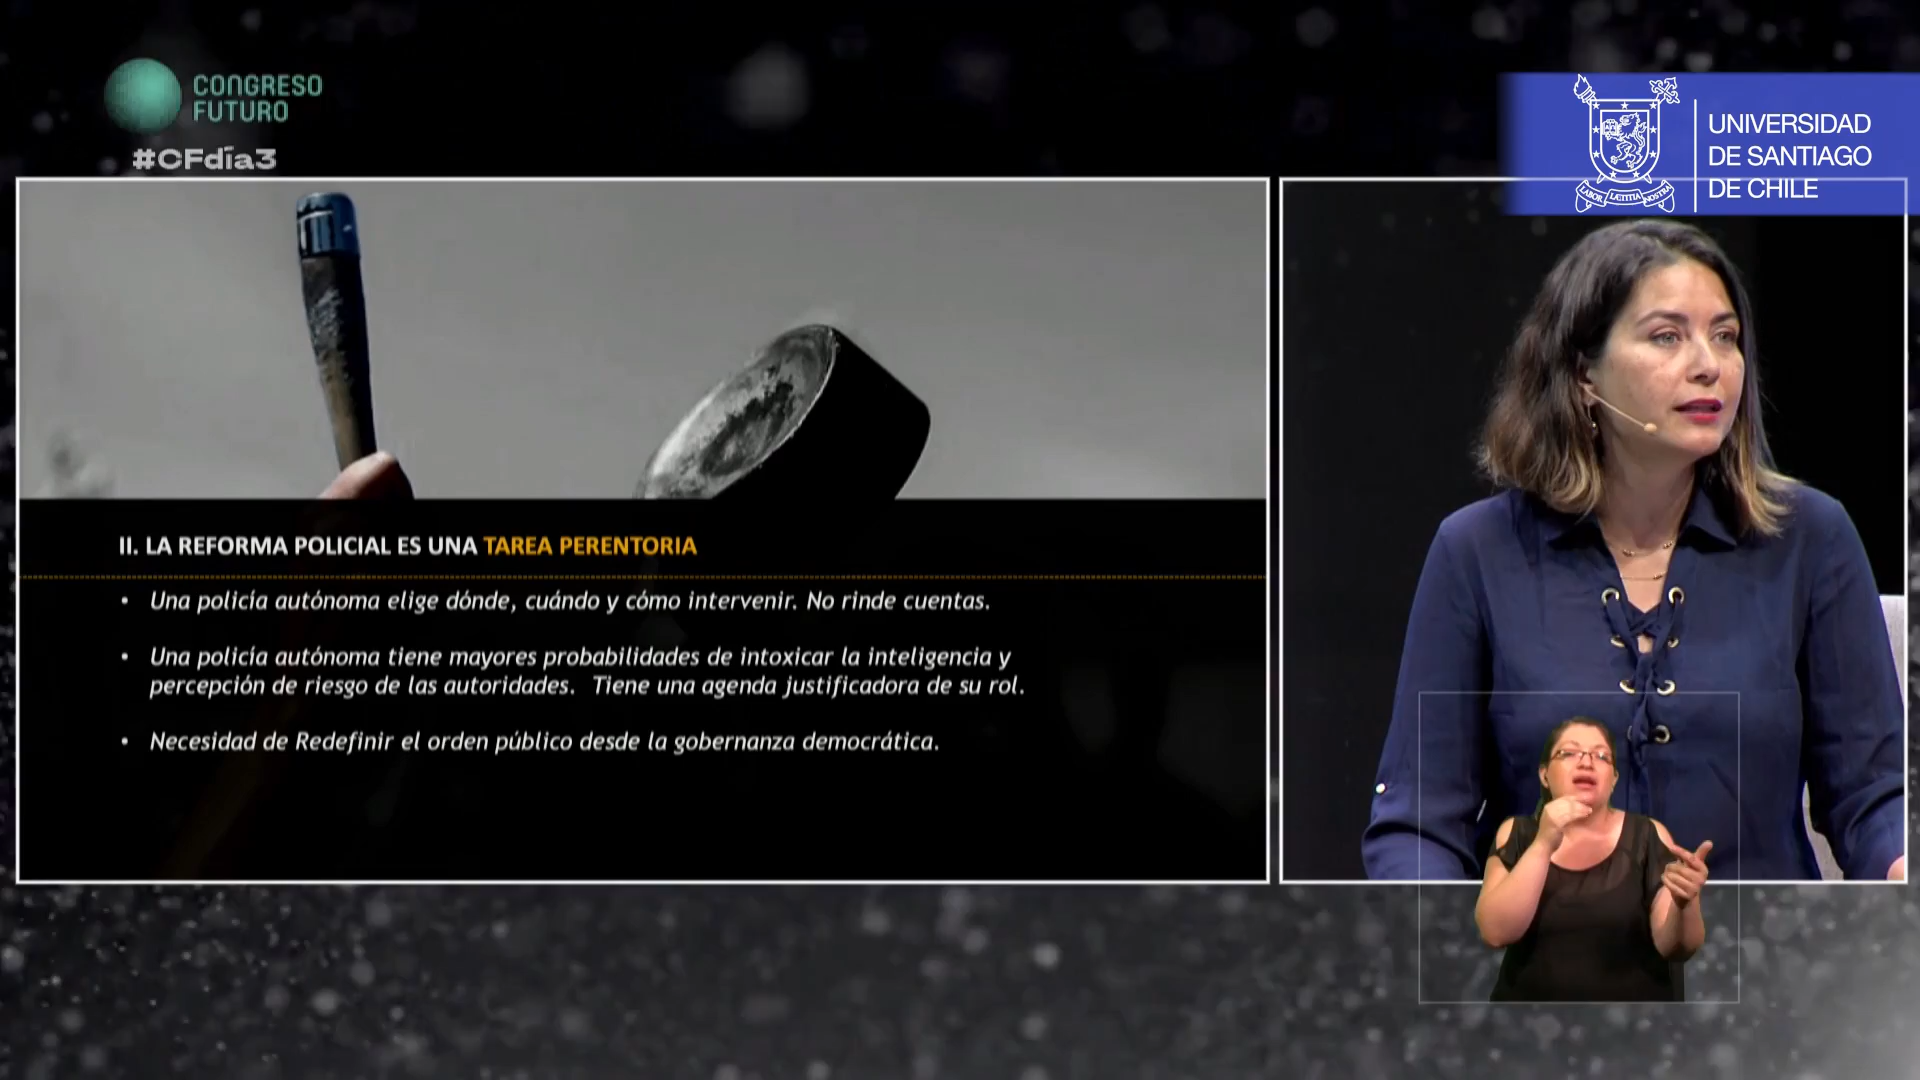 CONGRESO
FUTURO
#CFdía3
UNIVERSIDAD
DE SANTIAGO
DE CHILE
LABOR LÆTITIA NOSTRA
II. LA REFORMA POLICIAL ES UNA TAREA PERENTORIA
• Una policía autónoma elige dónde, cuándo y cómo intervenir. No rinde cuentas.
• Una policía autónoma tiene mayores probabilidades de intoxicar la inteligencia y
percepción de riesgo de las autoridades. Tiene una agenda justificadora de su rol.
• Necesidad de Redefinir el orden público desde la gobernanza democrática.